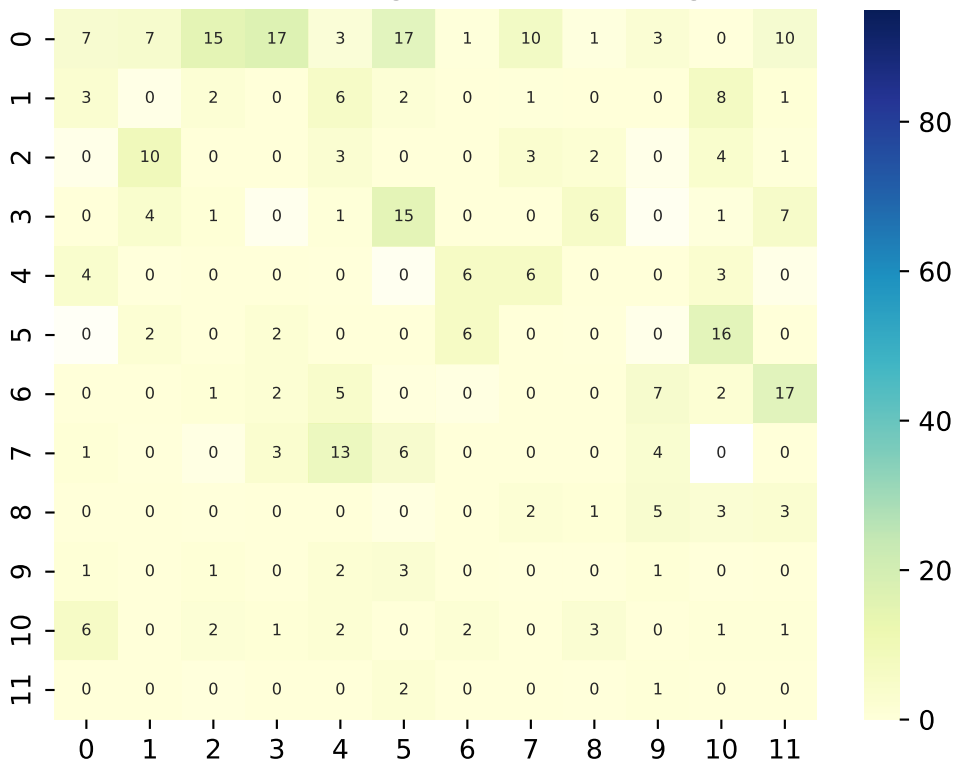 0 7 7 15 17 3 17 1 10 1 3 0 10
1 3 0 2 0 6 2 0 1 0 0 8 1
80
2 0 10 0 0 3 0 0 3 2 0 4 1
3 0 4 1 0 1 15 0 0 6 0 1 7
60
4 4 0 0 0 0 0 6 6 0 0 3 0
5 0 2 0 2 0 0 6 0 0 0 16 0
6 0 0 1 2 5 0 0 0 0 7 2 17
40
7 1 0 0 3 13 6 0 0 0 4 0 0
8 0 0 0 0 0 0 0 2 1 5 3 3
9 1 0 1 0 2 3 0 0 0 1 0 0
20
10 6 0 2 1 2 0 2 0 3 0 1 1
11 0 0 0 0 0 2 0 0 0 1 0 0
0
0 1 2 3 4 5 6 7 8 9 10 11